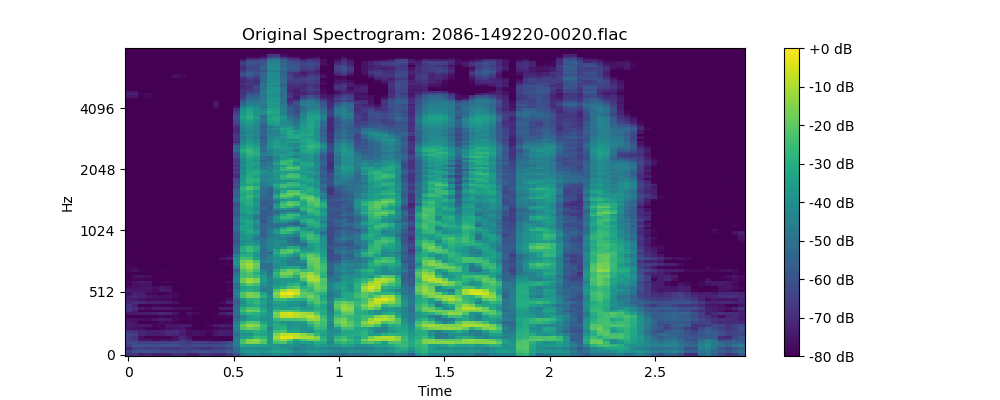 Original Spectrogram: 2086-149220-0020.flac
Hz
4096
2048
1024
512
0
0 0.5 1 1.5 2 2.5
Time
+0 dB
-10 dB
-20 dB
-30 dB
-40 dB
-50 dB
-60 dB
-70 dB
-80 dB